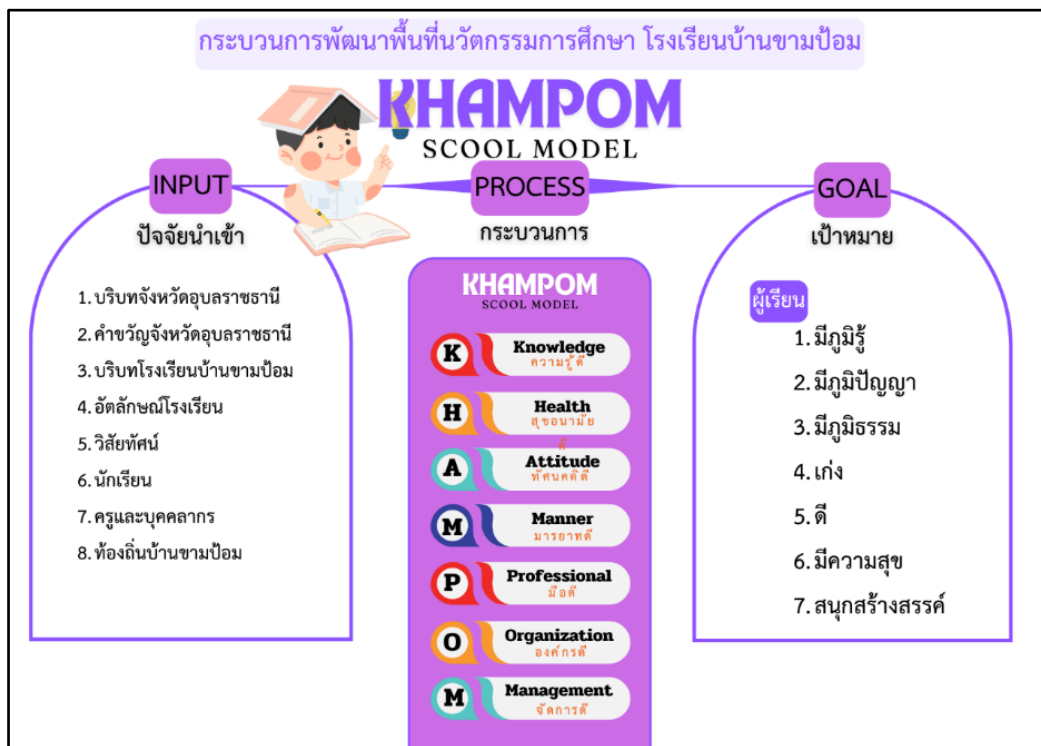 กระบวนการพัฒนาพื้นที่นวัตกรรมการศึกษา โรงเรียนบ้านขามป้อม
KHAMPOM
SCOOL MODEL
INPUT
ปัจจัยนำเข้า
1. บริบทจังหวัดอุบลราชธานี
2. คำขวัญจังหวัดอุบลราชธานี
3. บริบทโรงเรียนบ้านขามป้อม
4. อัตลักษณ์โรงเรียน
5. วิสัยทัศน์
6. นักเรียน
7. ครูและบุคคลากร
8. ท้องถิ่นบ้านขามป้อม
PROCESS
กระบวนการ
KHAMPOM
SCOOL MODEL
K Knowledge
ความรู้ดี
H Health
สุขอนามัย
ดี
A Attitude
ทัศนคติดี
M Manner
มารยาทดี
P Professional
มือดี
O Organization
องค์กรดี
M Management
จัดการดี
GOAL
เป้าหมาย
ผู้เรียน
1. มีภูมิรู้
2. มีภูมิปัญญา
3. มีภูมิธรรม
4. เก่ง
5. ดี
6. มีความสุข
7. สนุกสร้างสรรค์